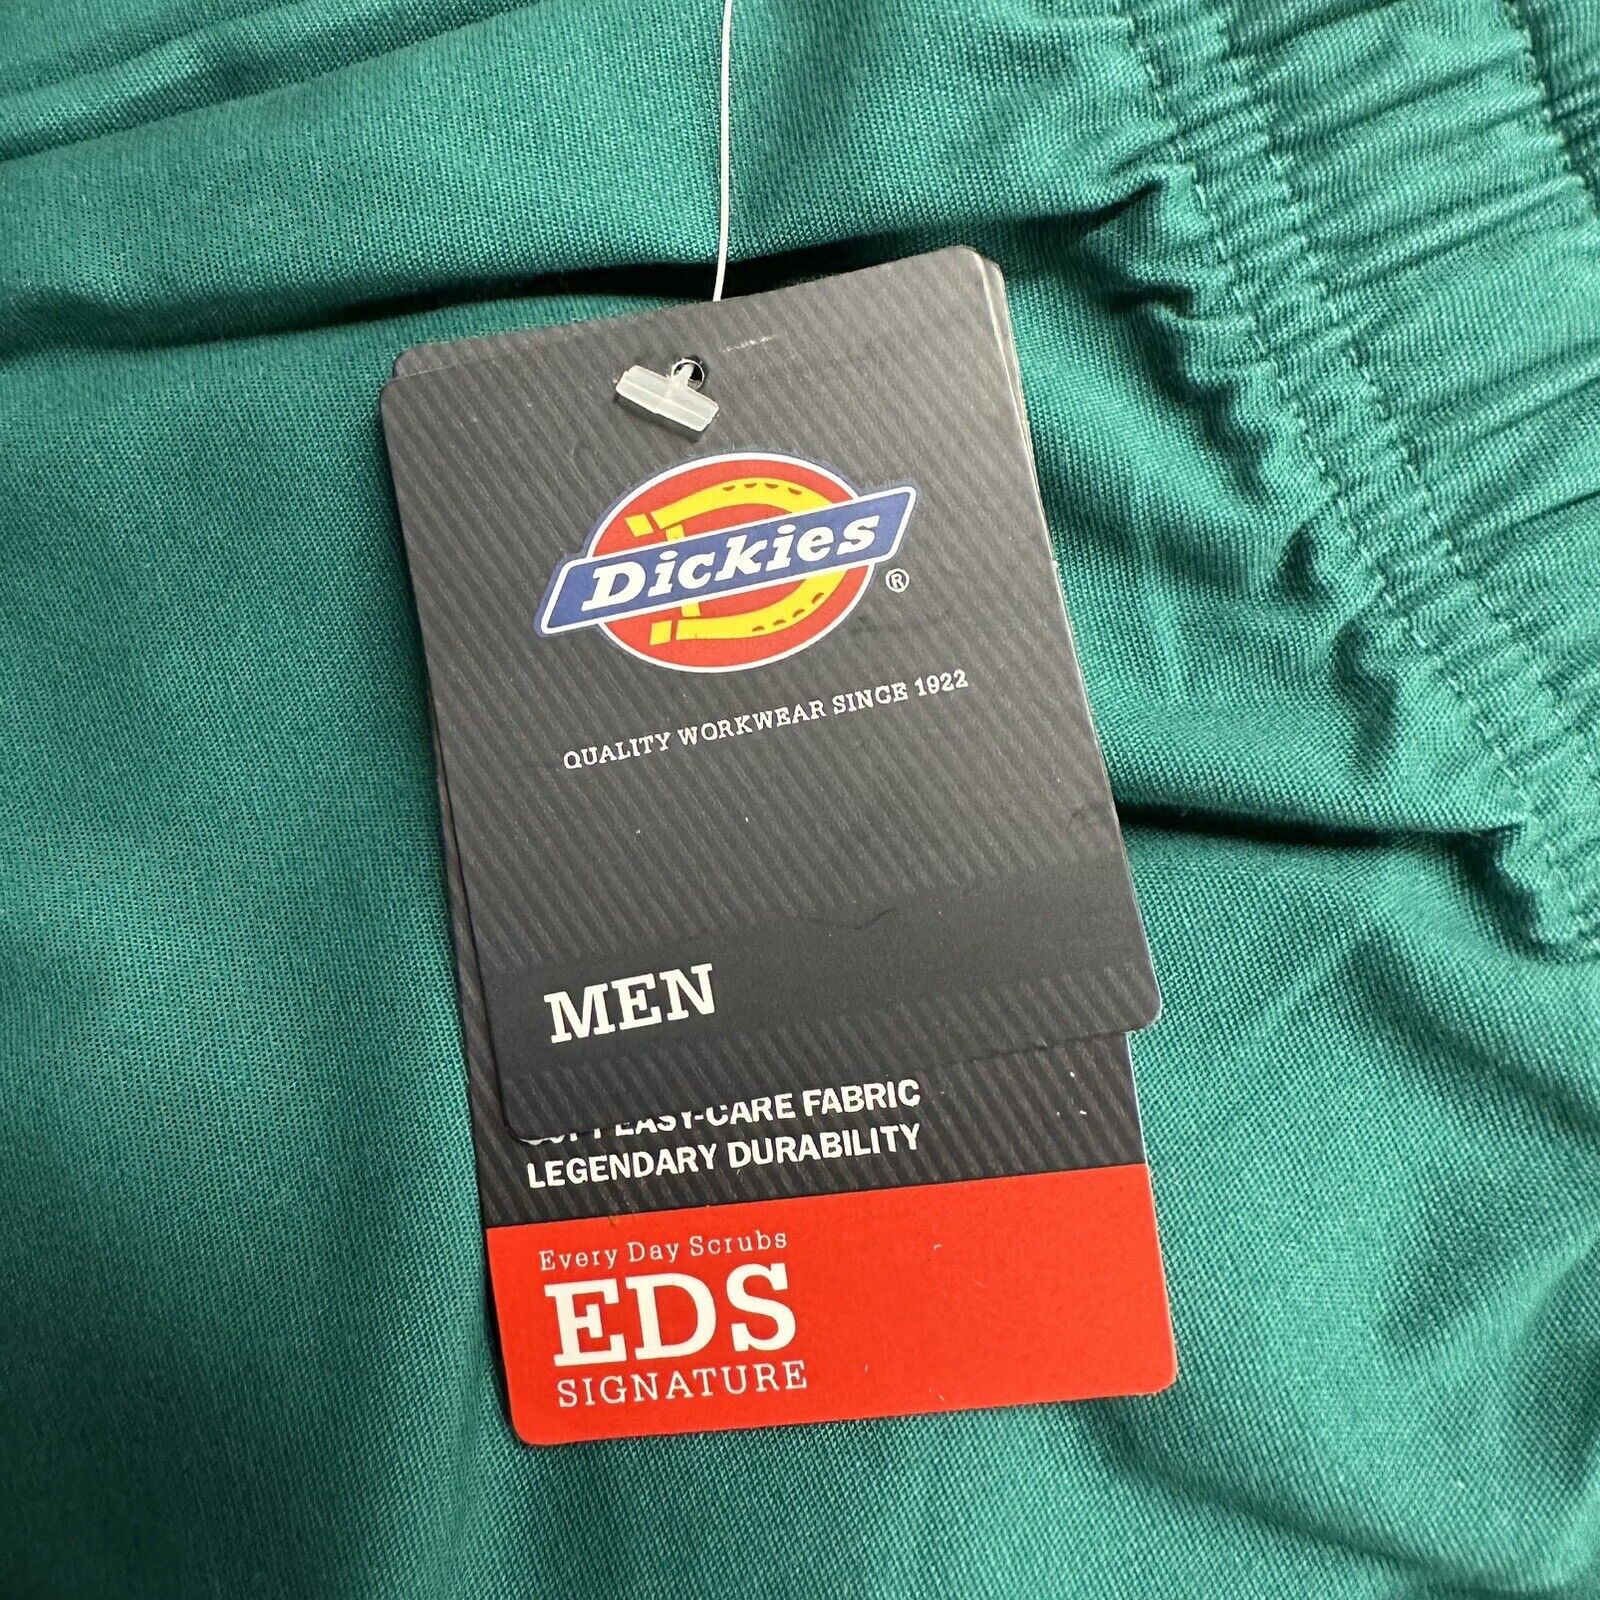 Dickies®
QUALITY WORKWEAR SINCE 1922
MEN
EASY-CARE FABRIC
LEGENDARY DURABILITY
Every Day Scrubs
EDS
SIGNATURE